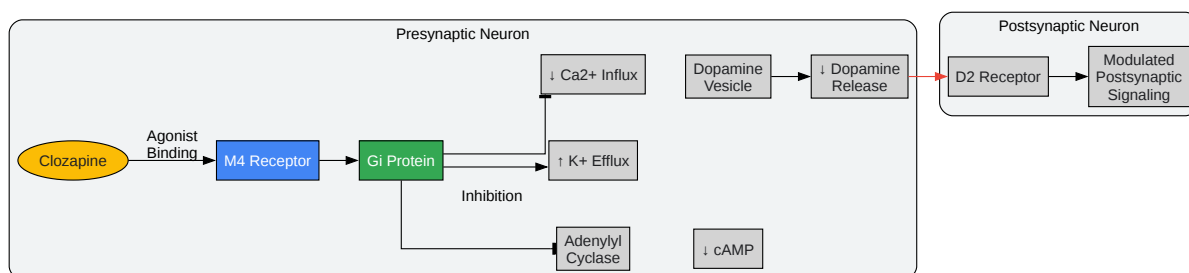 Presynaptic Neuron
Postsynaptic Neuron
↓ Ca2+ Influx
Dopamine
Vesicle
↓ Dopamine
Release
D2 Receptor
Modulated
Postsynaptic
Signaling
Agonist
Binding
Clozapine
M4 Receptor
Gi Protein
↑ K+ Efflux
Inhibition
Adenylyl
Cyclase
↓ cAMP